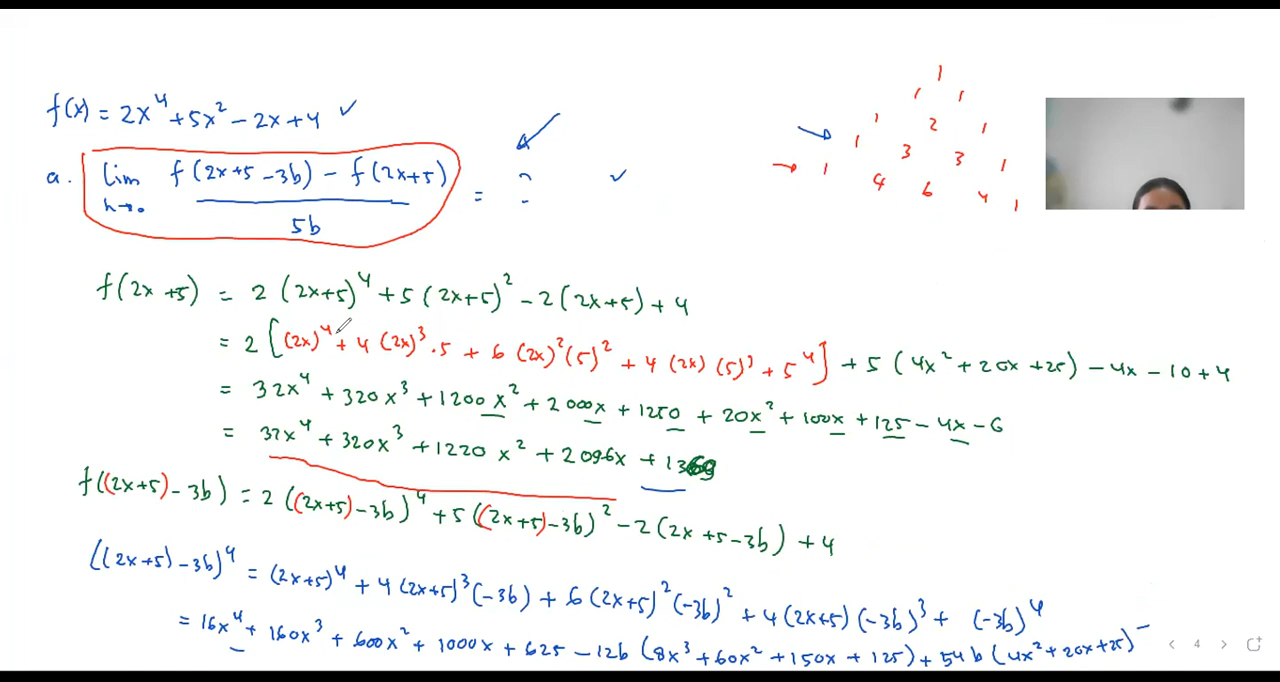 f(x) = 2x⁴ + 5x² - 2x + 4 ✓
a. lim h→0 f(2x+5-3b) - f(2x+5) / 5b = ? ✓
1
1 1
1 2 1
1 3 3 1
1 4 6 4 1
f(2x+5) = 2(2x+5)⁴ + 5(2x+5)² - 2(2x+5) + 4
= 2[(2x)⁴ + 4(2x)³·5 + 6(2x)²(5)² + 4(2x)(5)³ + 5⁴] + 5(4x² + 20x + 25) - 4x - 10 + 4
= 32x⁴ + 320x³ + 1200x² + 2000x + 1250 + 20x² + 100x + 125 - 4x - 6
= 32x⁴ + 320x³ + 1220x² + 2096x + 1369
f((2x+5)-3b) = 2((2x+5)-3b)⁴ + 5((2x+5)-3b)² - 2(2x+5-3b) + 4
((2x+5)-3b)⁴ = (2x+5)⁴ + 4(2x+5)³(-3b) + 6(2x+5)²(-3b)² + 4(2x+5)(-3b)³ + (-3b)⁴
= 16x⁴ + 160x³ + 600x² + 1000x + 625 - 12b(8x³ + 60x² + 150x + 125) + 54b(4x² + 20x + 25) -
4